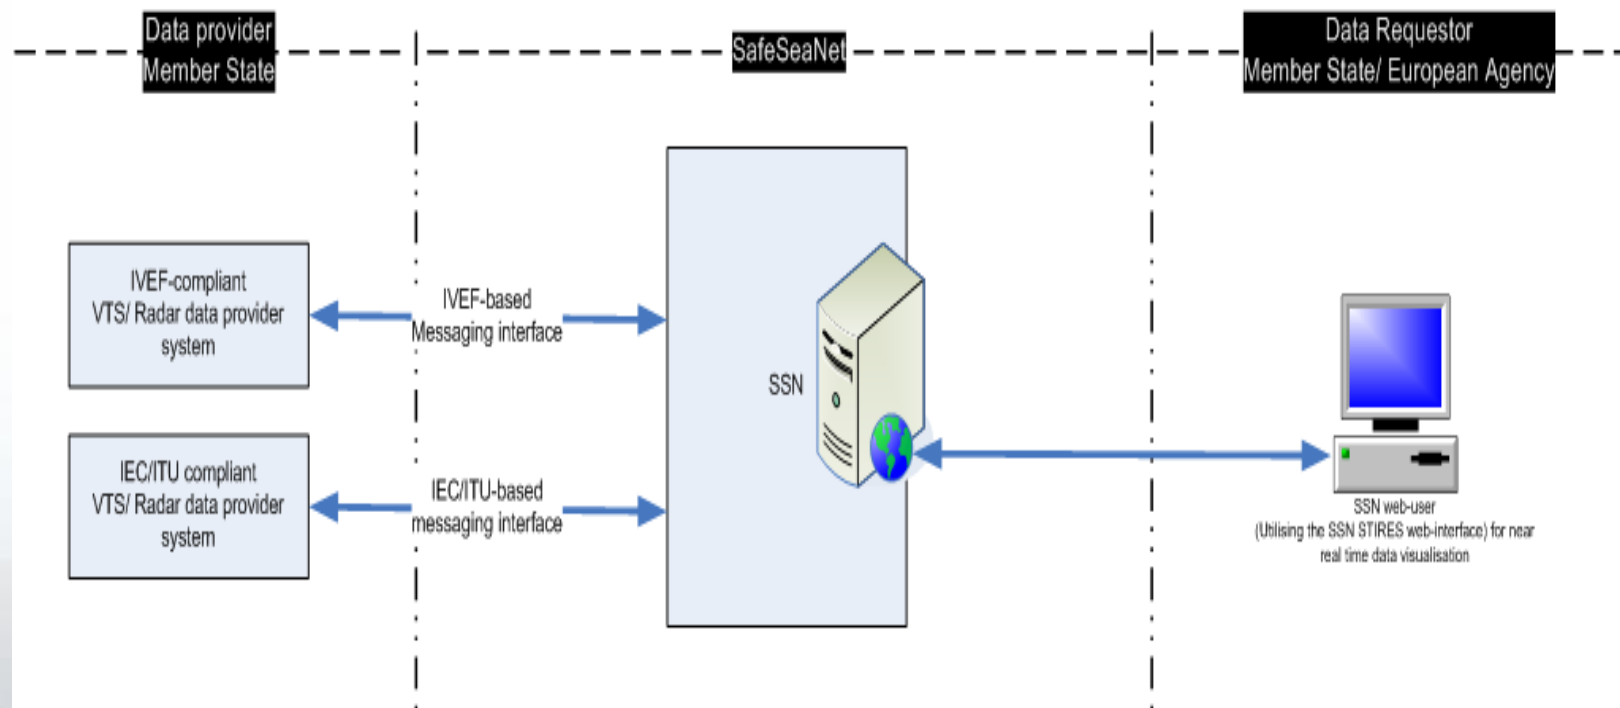 Data provider
Member State
SafeSeaNet
Data Requestor
Member State/ European Agency
IVEF-compliant
VTS/ Radar data provider
system
IVEF-based
Messaging interface
SSN
IEC/ITU compliant
VTS/ Radar data provider
system
IEC/ITU-based
messaging interface
SSN web-user
(Utilising the SSN STIRES web-interface) for near
real time data visualisation